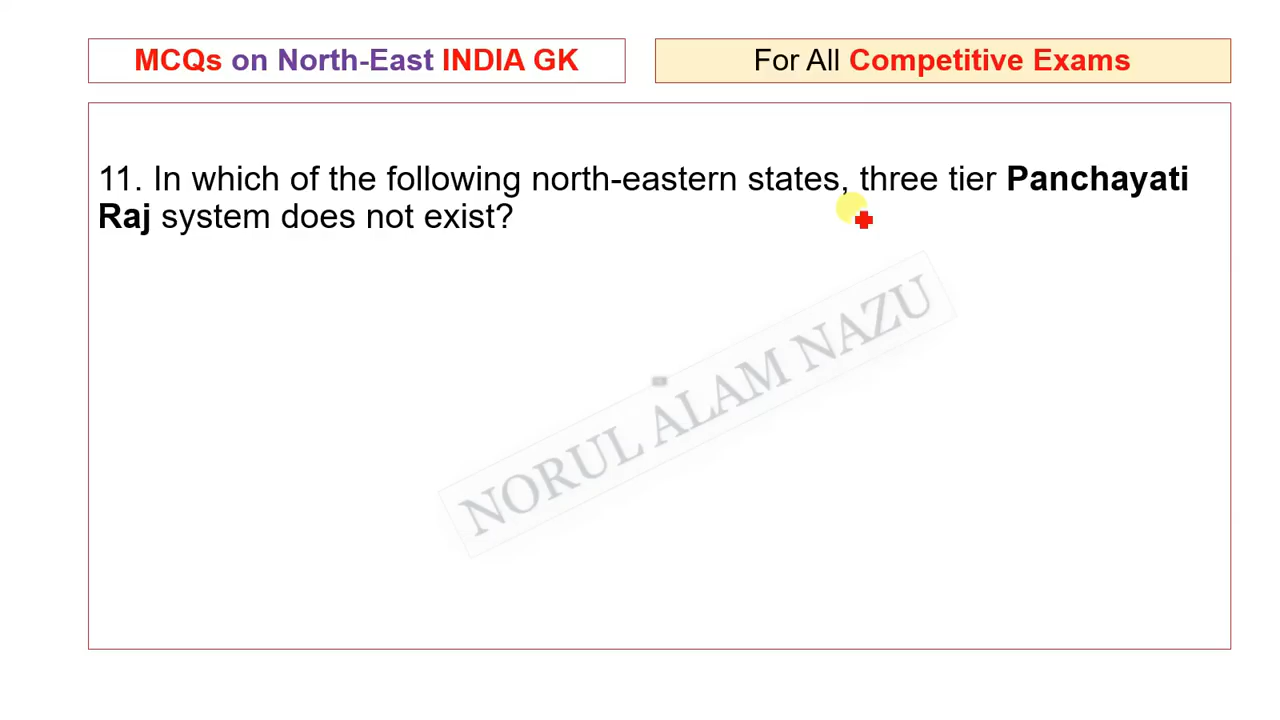 MCQs on North-East INDIA GK
For All Competitive Exams
11. In which of the following north-eastern states, three tier Panchayati
Raj system does not exist?
NORUL ALAM NAZU